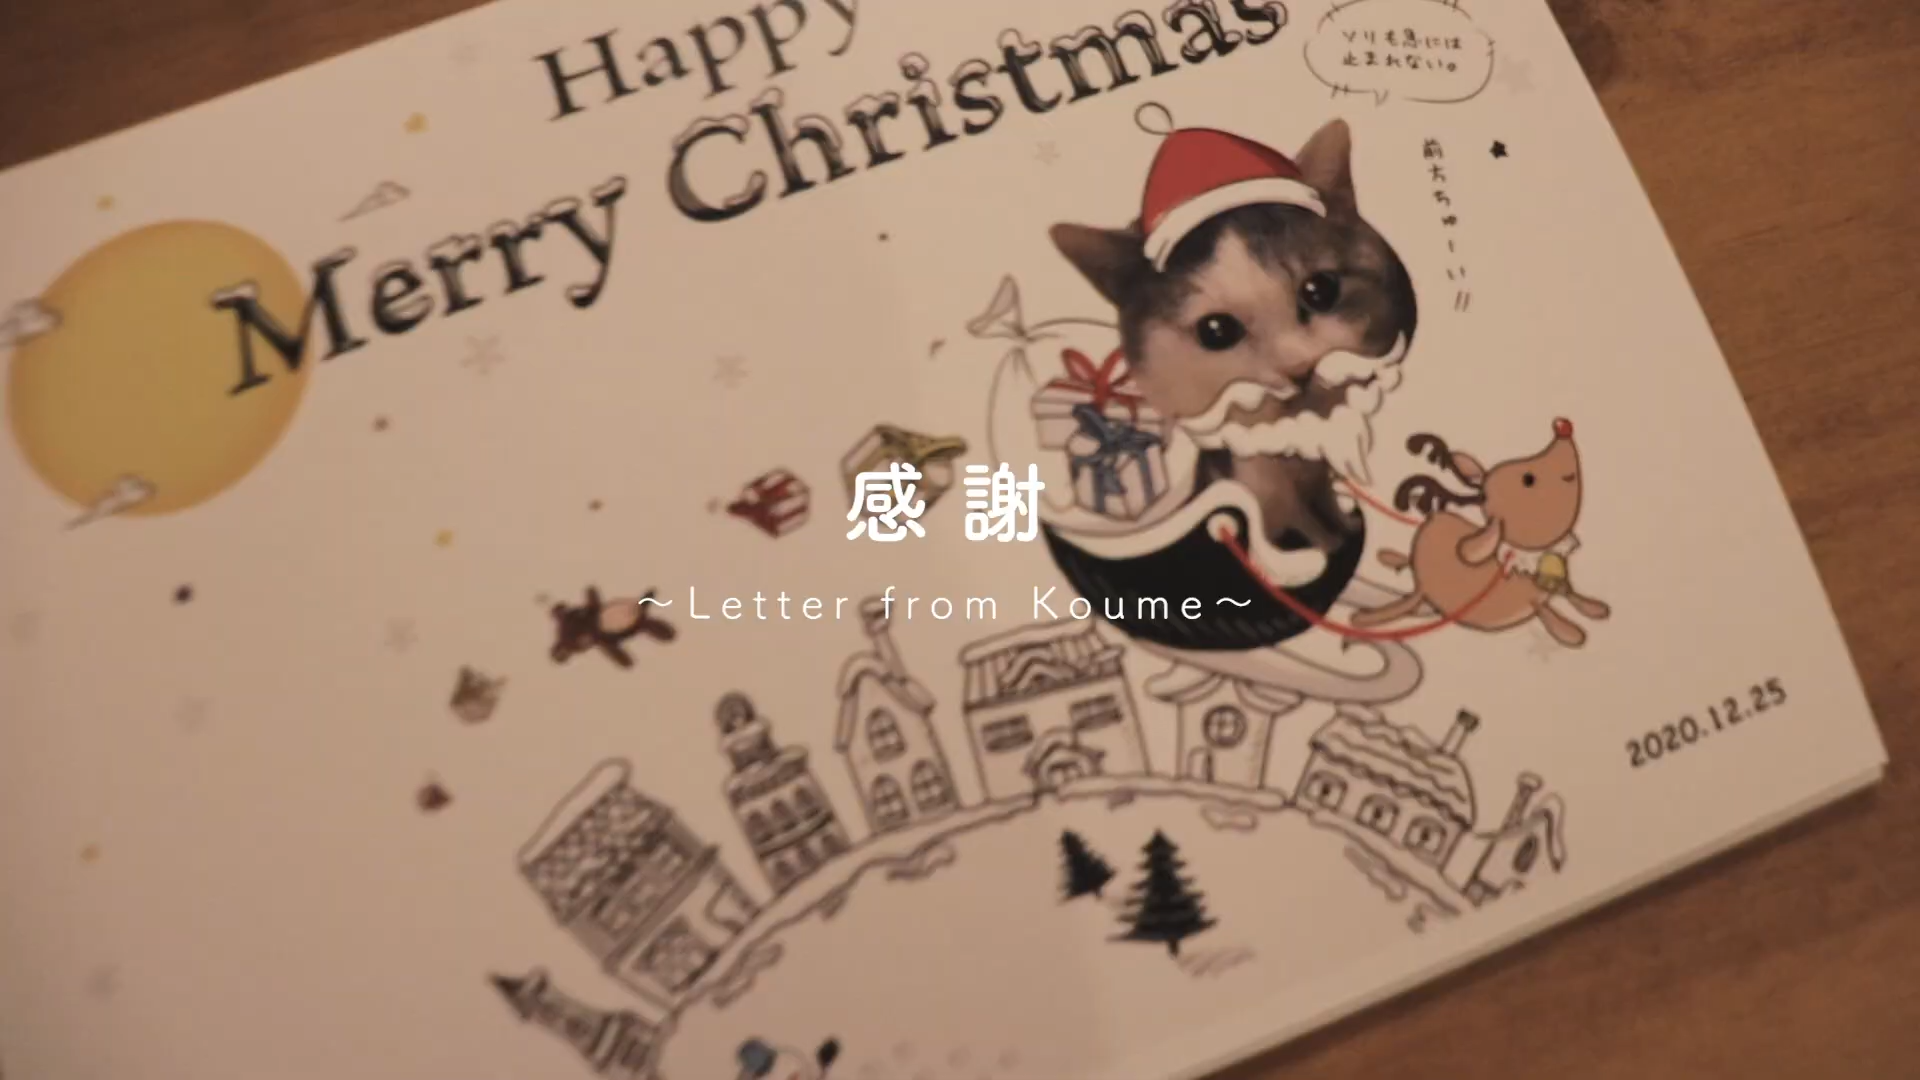 Happy
Merry Christmas
ソリも急には
止まれない。
前方ちゅーい!!
感謝
～Letter from Koume～
2020.12.25